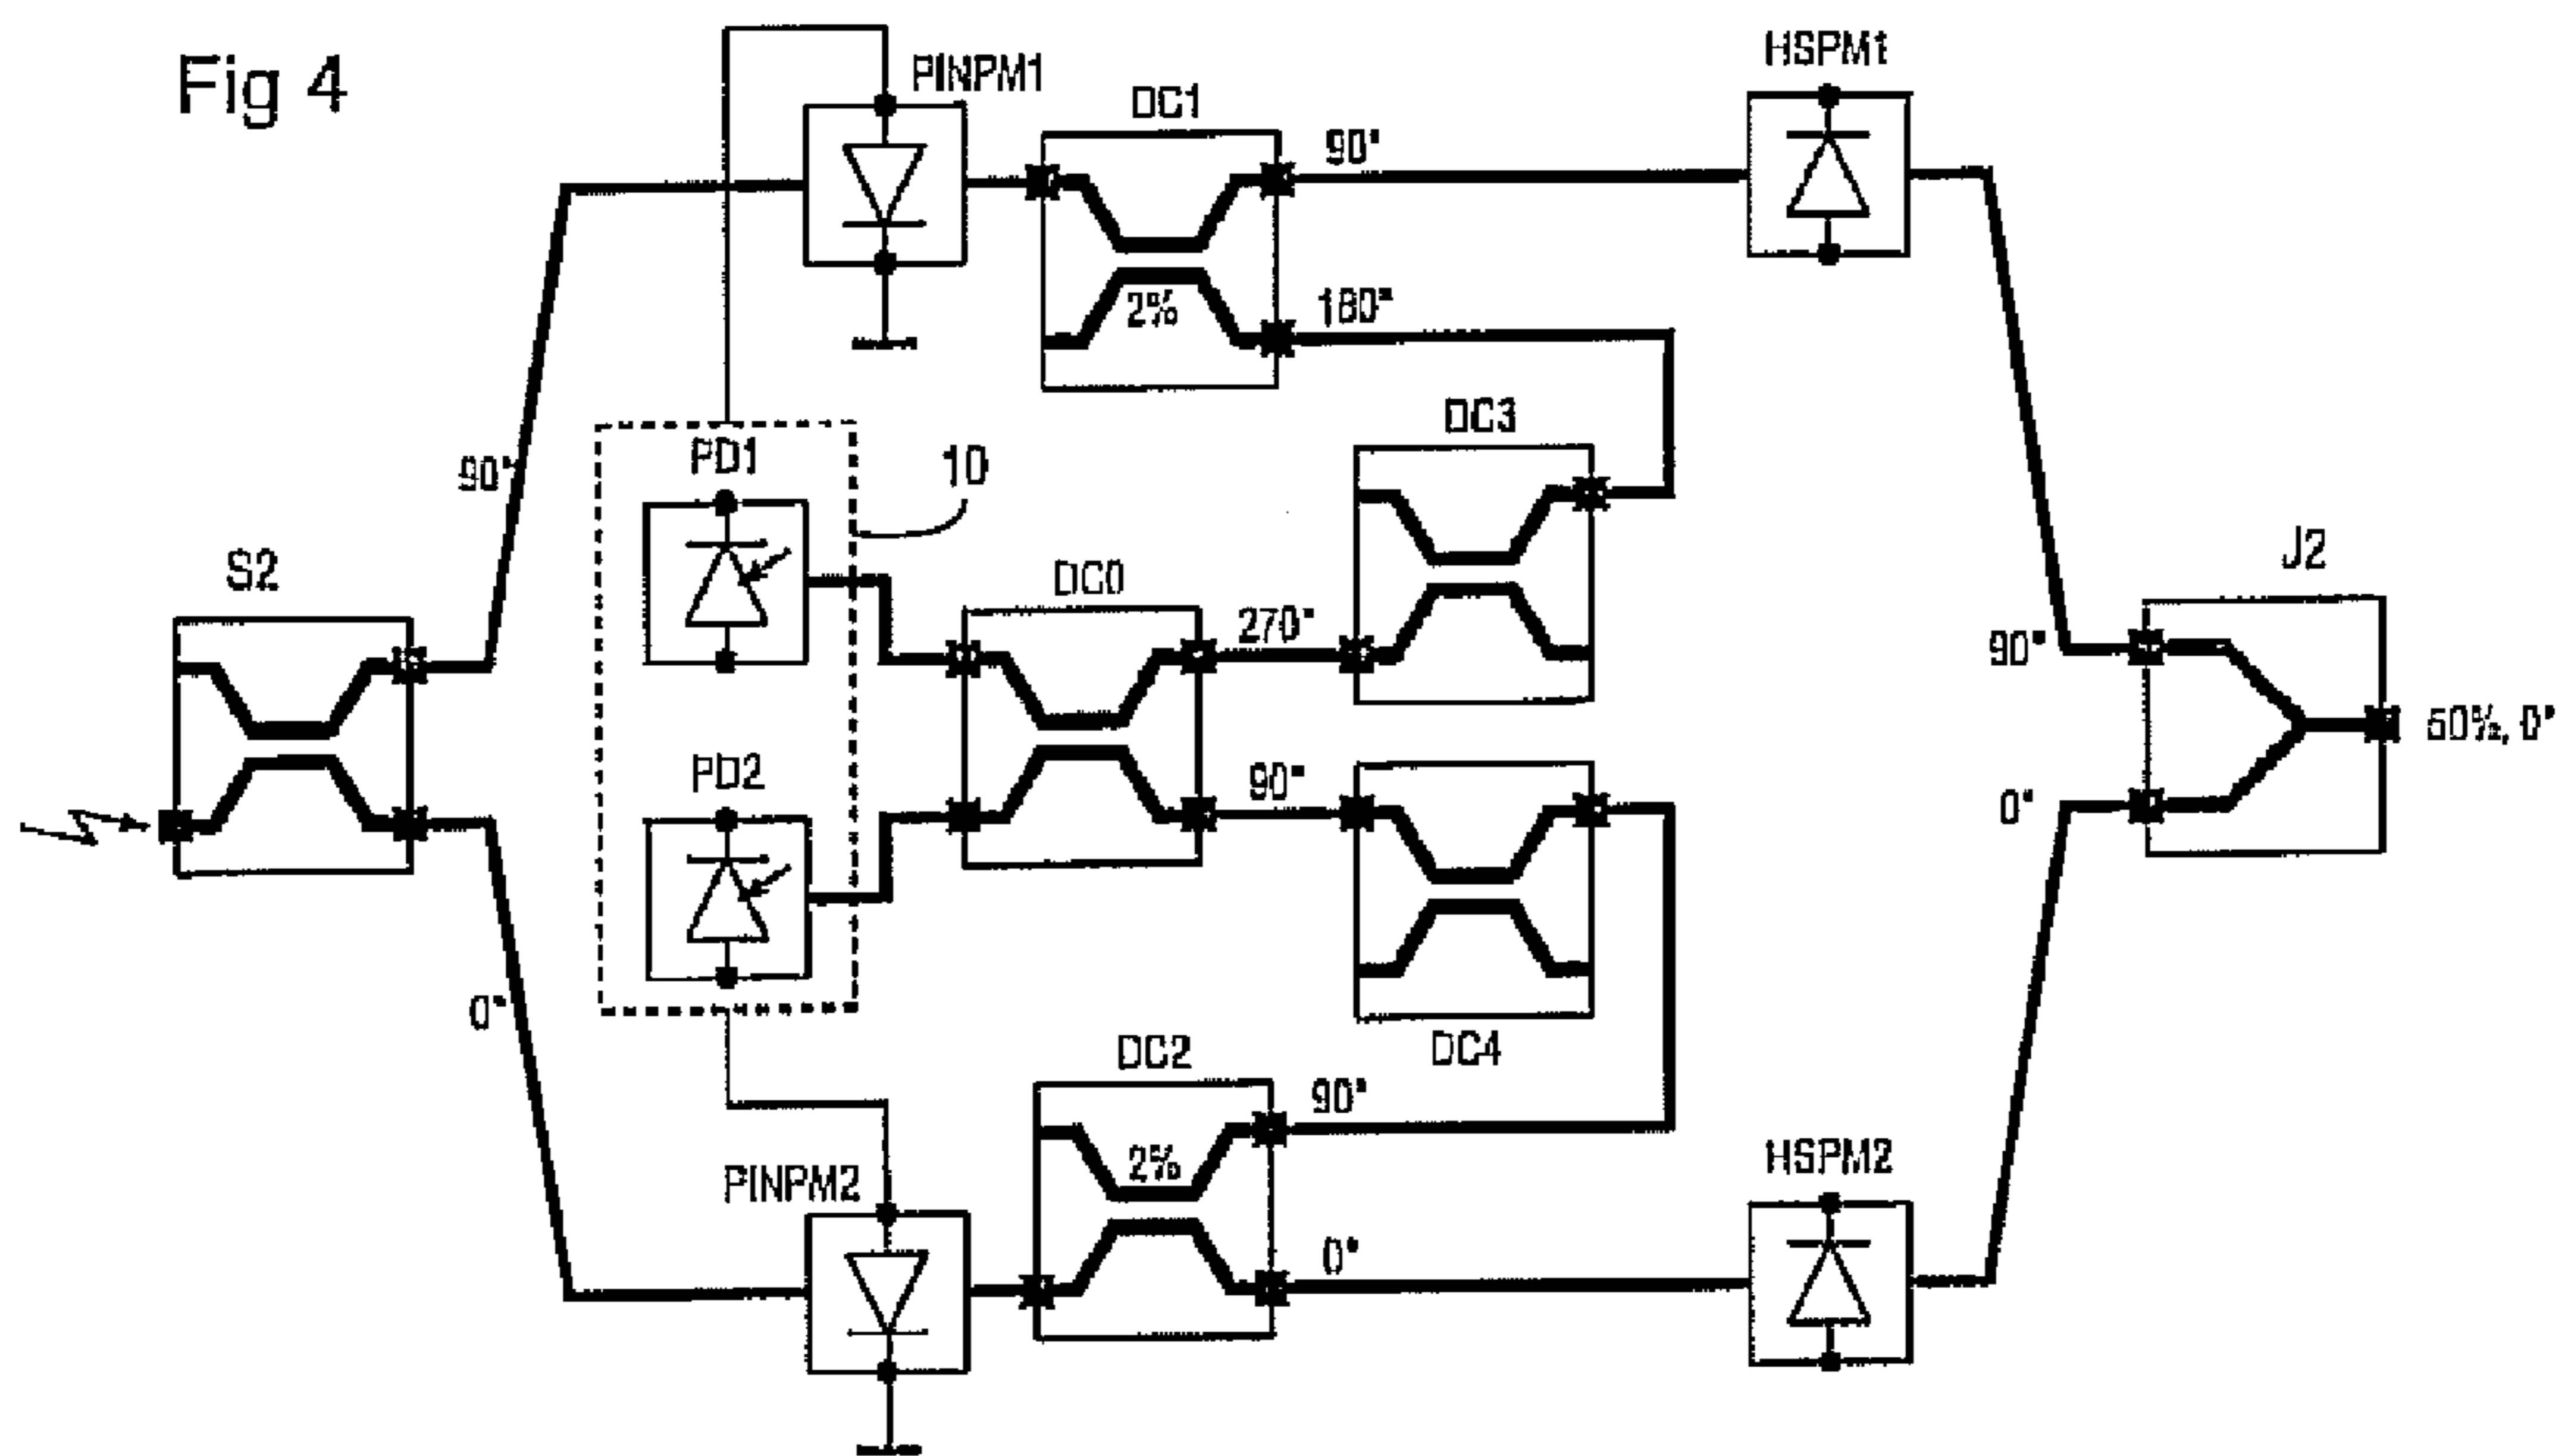 Fig 4
HSPM1
PINPM1
DC1
90°
2%
180°
DC3
PD1
10
90°
S2
DC0
J2
270°
90°
50%, 0°
PD2
90°
0°
0°
DC2
DC4
90°
2%
PINPM2
HSPM2
0°